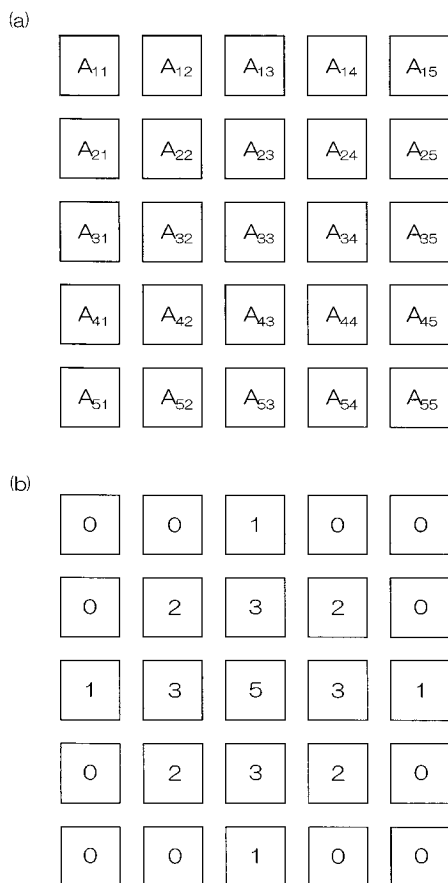 (a)
A₁₁ A₁₂ A₁₃ A₁₄ A₁₅
A₂₁ A₂₂ A₂₃ A₂₄ A₂₅
A₃₁ A₃₂ A₃₃ A₃₄ A₃₅
A₄₁ A₄₂ A₄₃ A₄₄ A₄₅
A₅₁ A₅₂ A₅₃ A₅₄ A₅₅
(b)
0 0 1 0 0
0 2 3 2 0
1 3 5 3 1
0 2 3 2 0
0 0 1 0 0